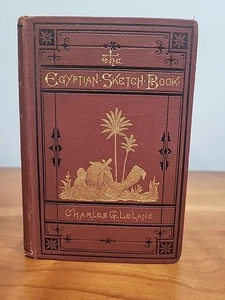 The
Egyptian Sketch Book
Charles G. Leland